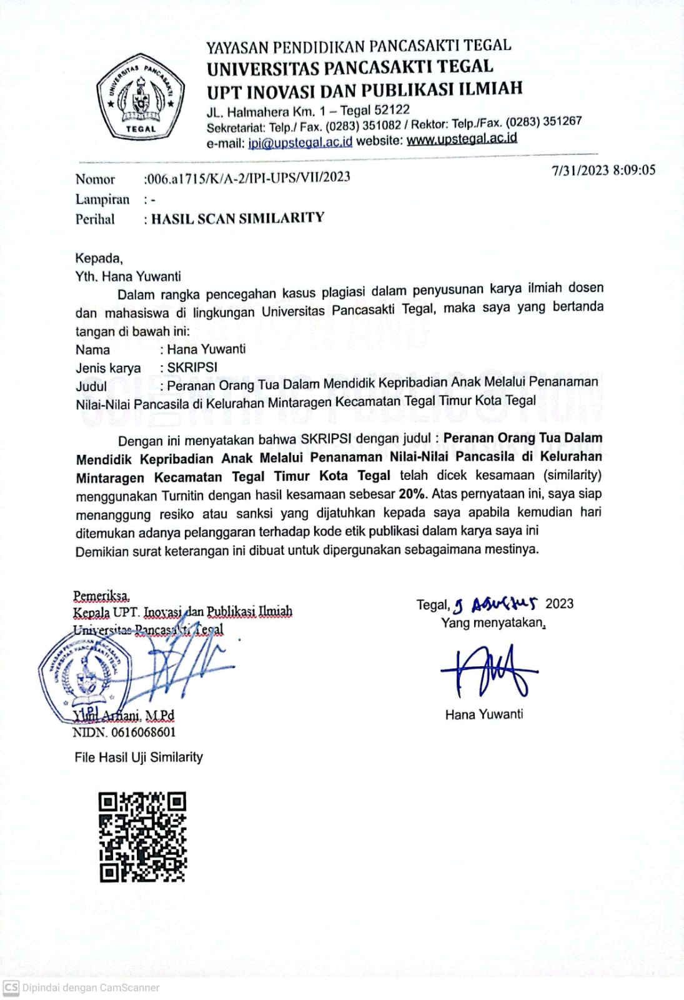 YAYASAN PENDIDIKAN PANCASAKTI TEGAL
UNIVERSITAS PANCASAKTI TEGAL
UPT INOVASI DAN PUBLIKASI ILMIAH
JL. Halmahera Km. 1 – Tegal 52122
Sekretariat: Telp./ Fax. (0283) 351082 / Rektor: Telp./Fax. (0283) 351267
e-mail: ipi@upstegal.ac.id website: www.upstegal.ac.id
UNIVERSITAS PANCASAKTI
TEGAL
7/31/2023 8:09:05
Nomor :006.a1715/K/A-2/IPI-UPS/VII/2023
Lampiran : -
Perihal : HASIL SCAN SIMILARITY
Kepada,
Yth. Hana Yuwanti
Dalam rangka pencegahan kasus plagiasi dalam penyusunan karya ilmiah dosen
dan mahasiswa di lingkungan Universitas Pancasakti Tegal, maka saya yang bertanda
tangan di bawah ini:
Nama : Hana Yuwanti
Jenis karya : SKRIPSI
Judul : Peranan Orang Tua Dalam Mendidik Kepribadian Anak Melalui Penanaman
Nilai-Nilai Pancasila di Kelurahan Mintaragen Kecamatan Tegal Timur Kota Tegal
Dengan ini menyatakan bahwa SKRIPSI dengan judul : Peranan Orang Tua Dalam
Mendidik Kepribadian Anak Melalui Penanaman Nilai-Nilai Pancasila di Kelurahan
Mintaragen Kecamatan Tegal Timur Kota Tegal telah dicek kesamaan (similarity)
menggunakan Turnitin dengan hasil kesamaan sebesar 20%. Atas pernyataan ini, saya siap
menanggung resiko atau sanksi yang dijatuhkan kepada saya apabila kemudian hari
ditemukan adanya pelanggaran terhadap kode etik publikasi dalam karya saya ini
Demikian surat keterangan ini dibuat untuk dipergunakan sebagaimana mestinya.
Pemeriksa,
Kepala UPT. Inovasi dan Publikasi Ilmiah
Universitas Pancasakti Tegal
YAYASAN PENDIDIKAN PANCASAKTI
UNIVERSITAS PANCASAKTI TEGAL
IPI
M.Pd
NIDN. 0616068601
Tegal, 9 Agustus 2023
Yang menyatakan,
Hana Yuwanti
File Hasil Uji Similarity
CS Dipindai dengan CamScanner